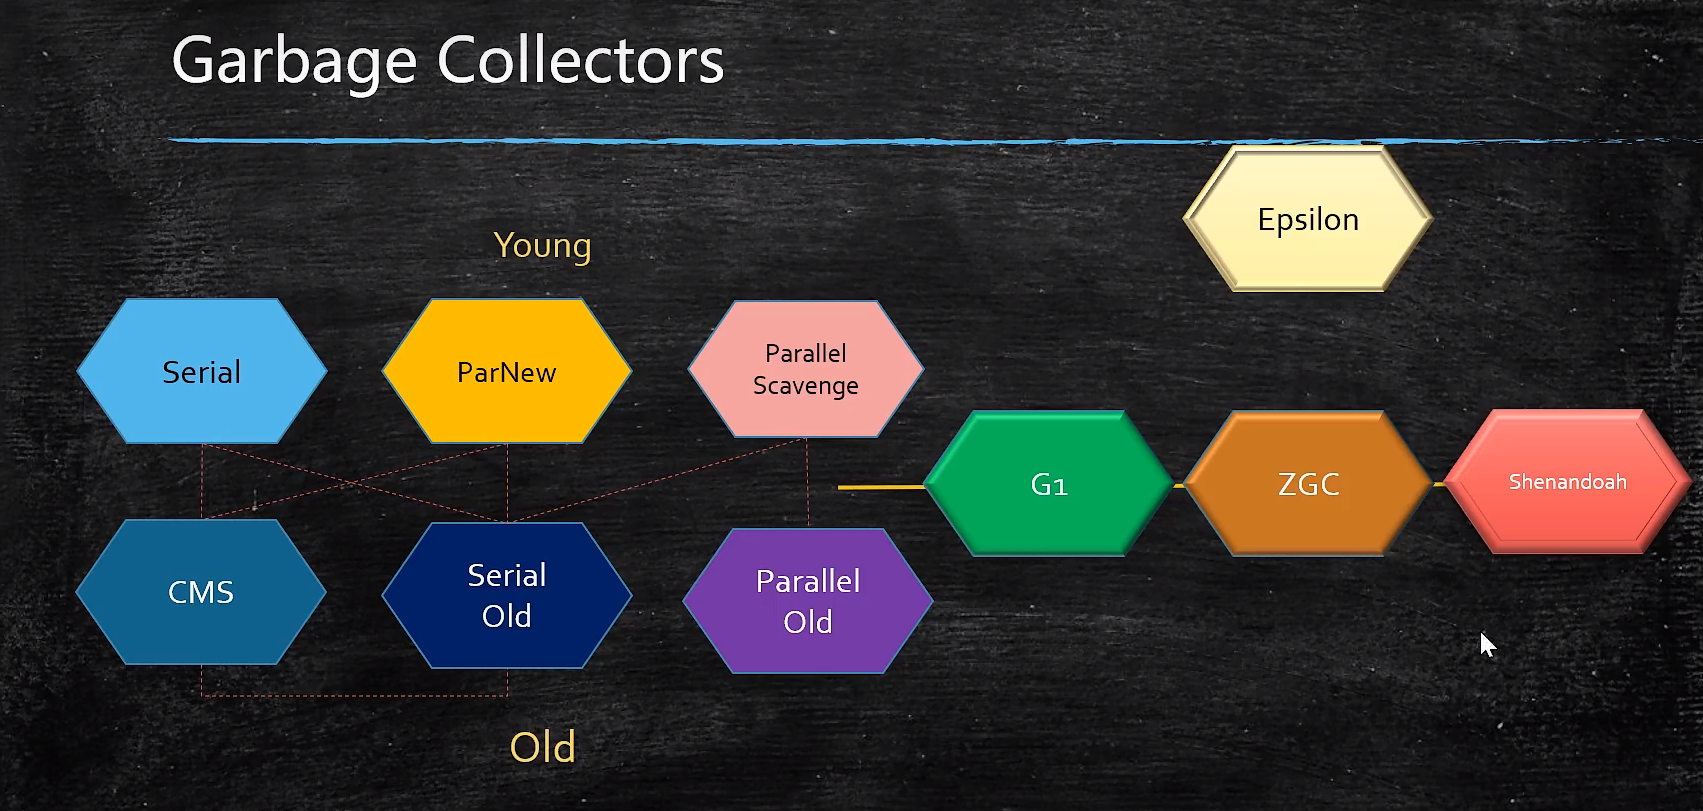 Garbage Collectors
Epsilon
Young
Serial
ParNew
Parallel
Scavenge
G1
ZGC
Shenandoah
CMS
Serial
Old
Parallel
Old
Old